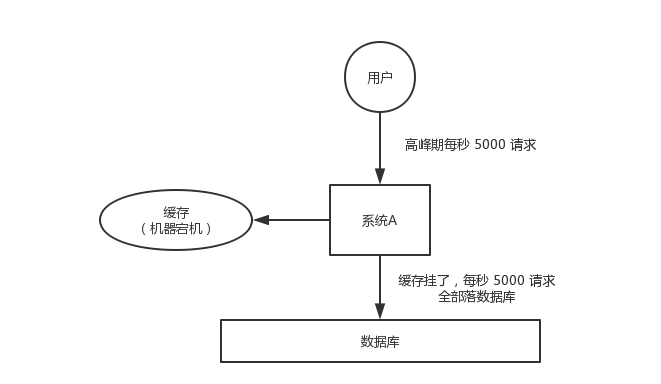 用户
高峰期每秒 5000 请求
缓存
（机器宕机）
系统A
缓存挂了，每秒 5000 请求
全部落数据库
数据库